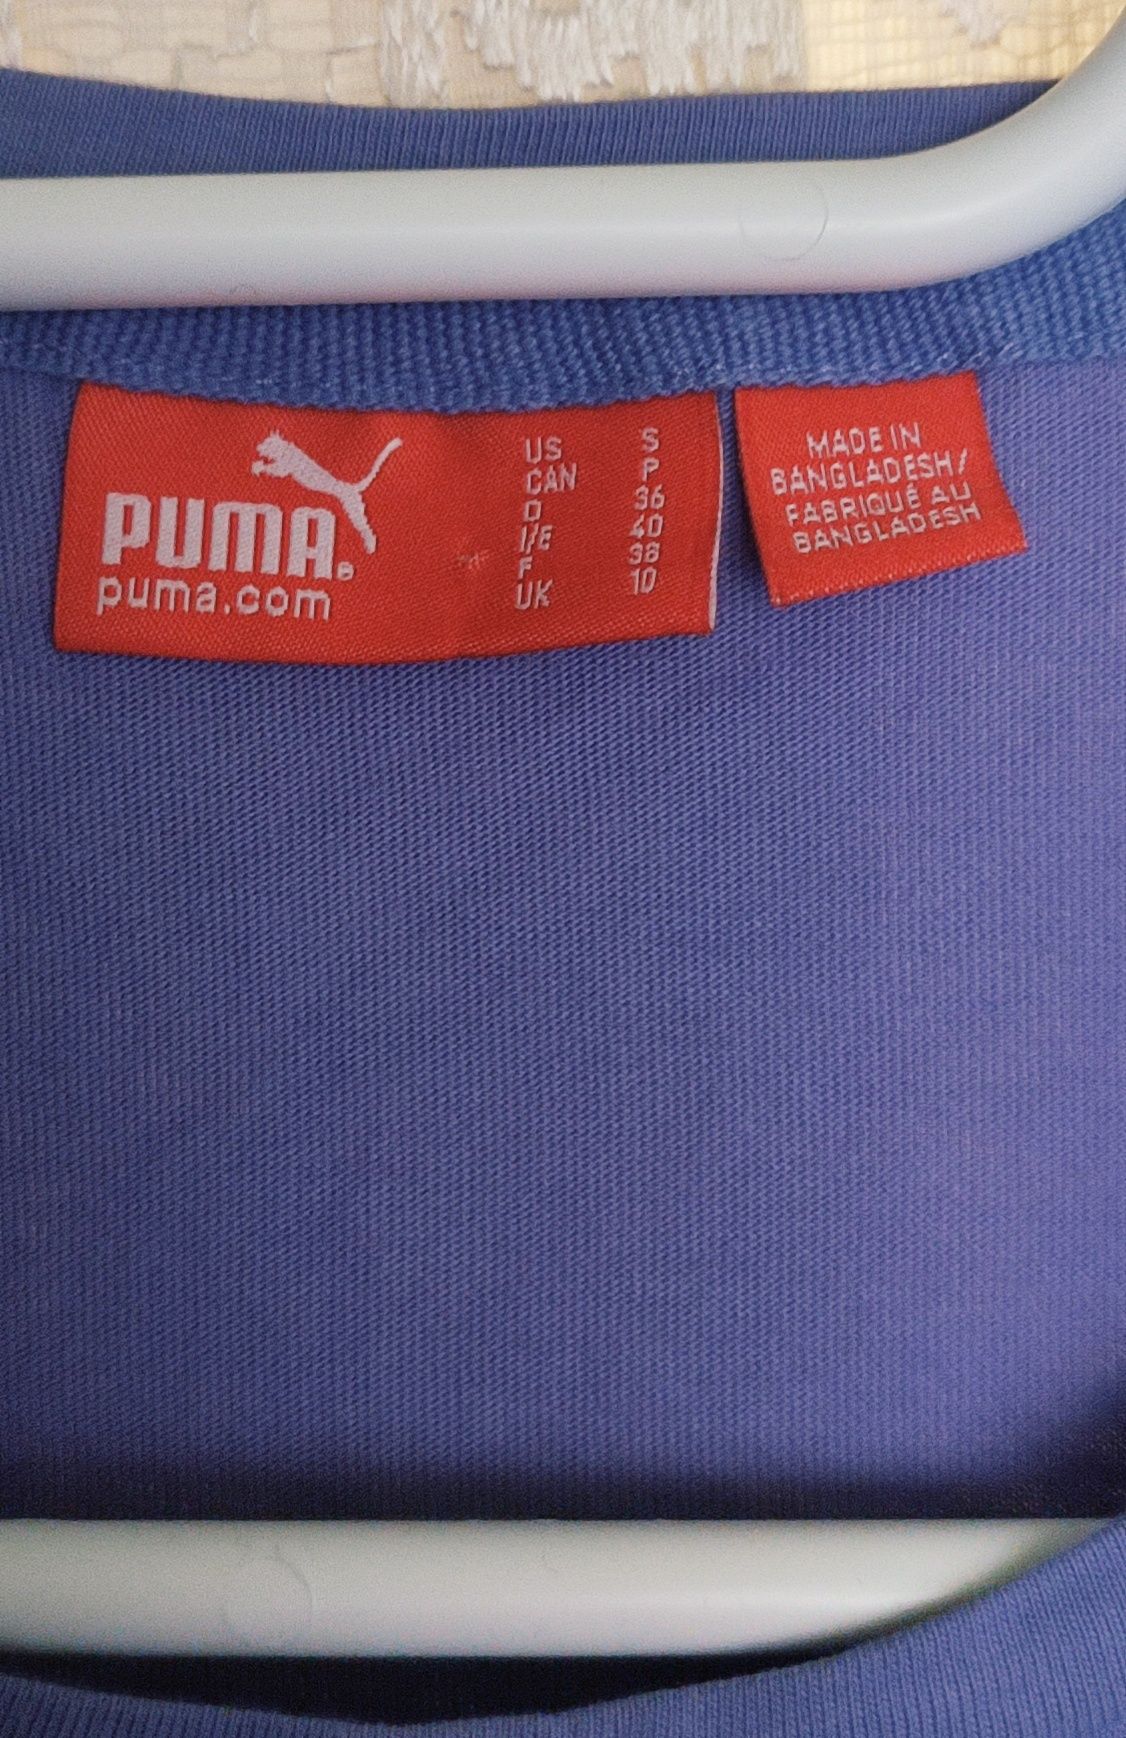 PUMA®
puma.com
US S
CAN P
D 36
I/E 40
F 38
UK 10
MADE IN
BANGLADESH/
FABRIQUÉ AU
BANGLADESH